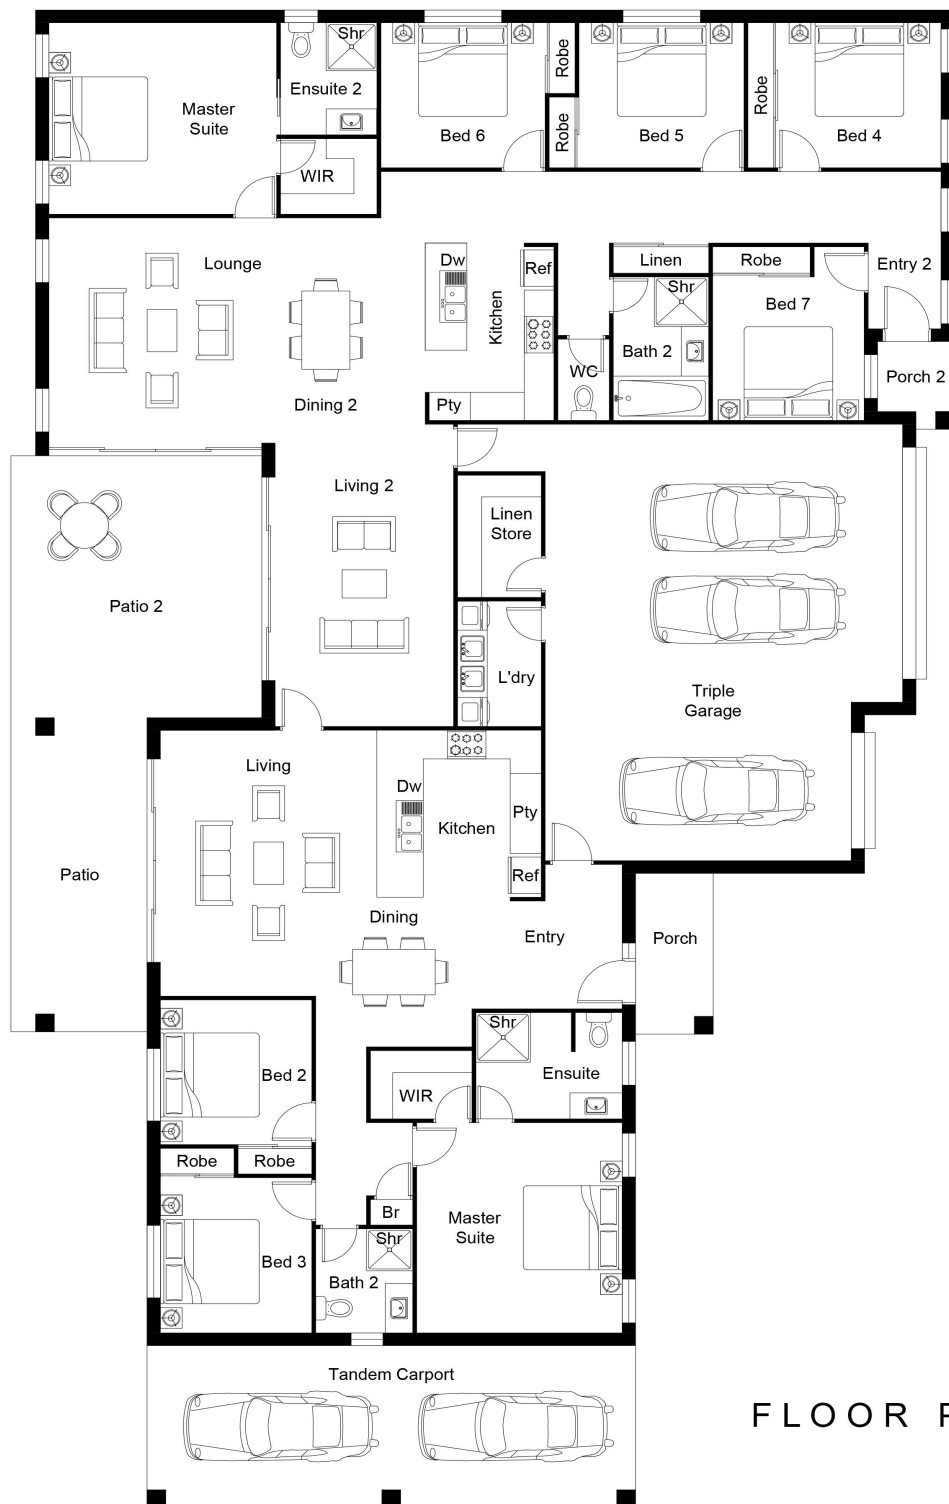 Shr
Ensuite 2
Master
Suite
WIR
Bed 6
Robe
Robe
Bed 5
Robe
Bed 4
Lounge
Dining 2
Dw
Kitchen
Ref
Pty
WC
Linen
Shr
Bath 2
Robe
Bed 7
Entry 2
Porch 2
Living 2
Linen
Store
L'dry
Patio 2
Triple
Garage
Living
Dw
Kitchen
Pty
Ref
Patio
Dining
Entry
Porch
Shr
Ensuite
WIR
Bed 2
Robe
Robe
Br
Master
Suite
Bed 3
Shr
Bath 2
Tandem Carport
FLOOR P